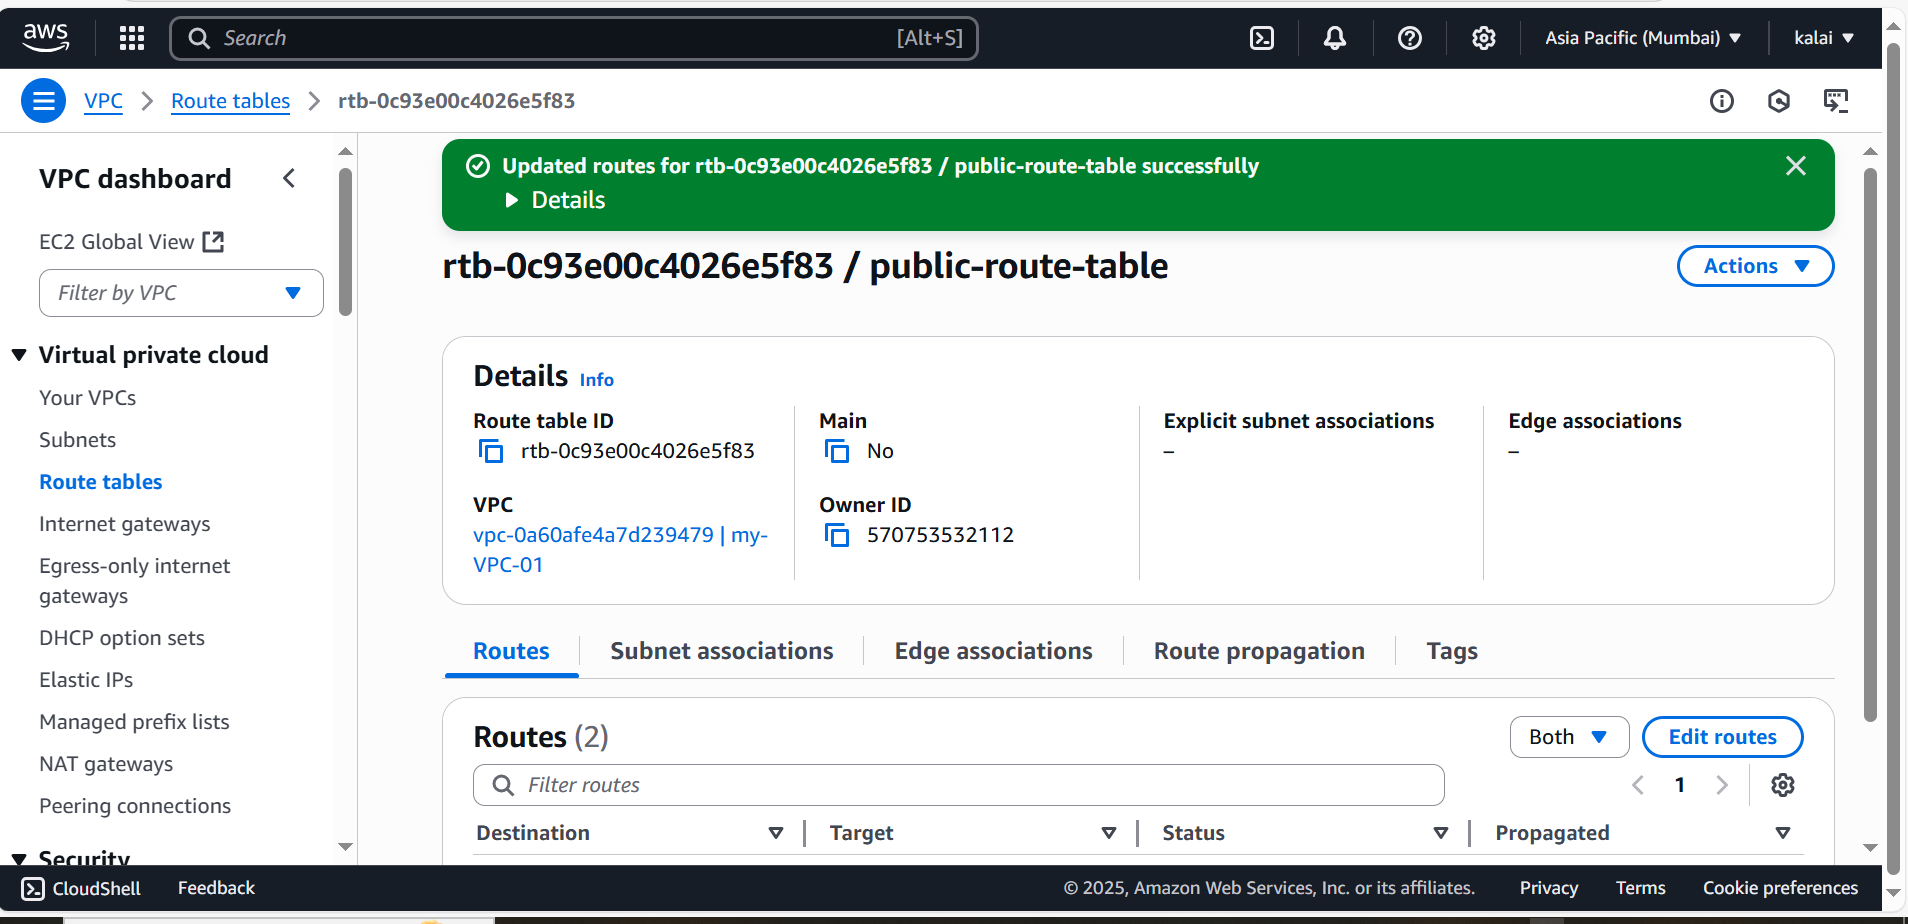 aws
Search [Alt+S]
Asia Pacific (Mumbai)
kalai
VPC
Route tables
rtb-0c93e00c4026e5f83
VPC dashboard
EC2 Global View
Filter by VPC
Virtual private cloud
Your VPCs
Subnets
Route tables
Internet gateways
Egress-only internet
gateways
DHCP option sets
Elastic IPs
Managed prefix lists
NAT gateways
Peering connections
Security
Updated routes for rtb-0c93e00c4026e5f83 / public-route-table successfully
Details
rtb-0c93e00c4026e5f83 / public-route-table
Actions
Details Info
Route table ID
rtb-0c93e00c4026e5f83
Main
No
Explicit subnet associations
–
Edge associations
–
VPC
vpc-0a60afe4a7d239479 | my-
VPC-01
Owner ID
570753532112
Routes
Subnet associations
Edge associations
Route propagation
Tags
Routes (2)
Both
Edit routes
Filter routes
1
Destination
Target
Status
Propagated
CloudShell
Feedback
© 2025, Amazon Web Services, Inc. or its affiliates.
Privacy
Terms
Cookie preferences